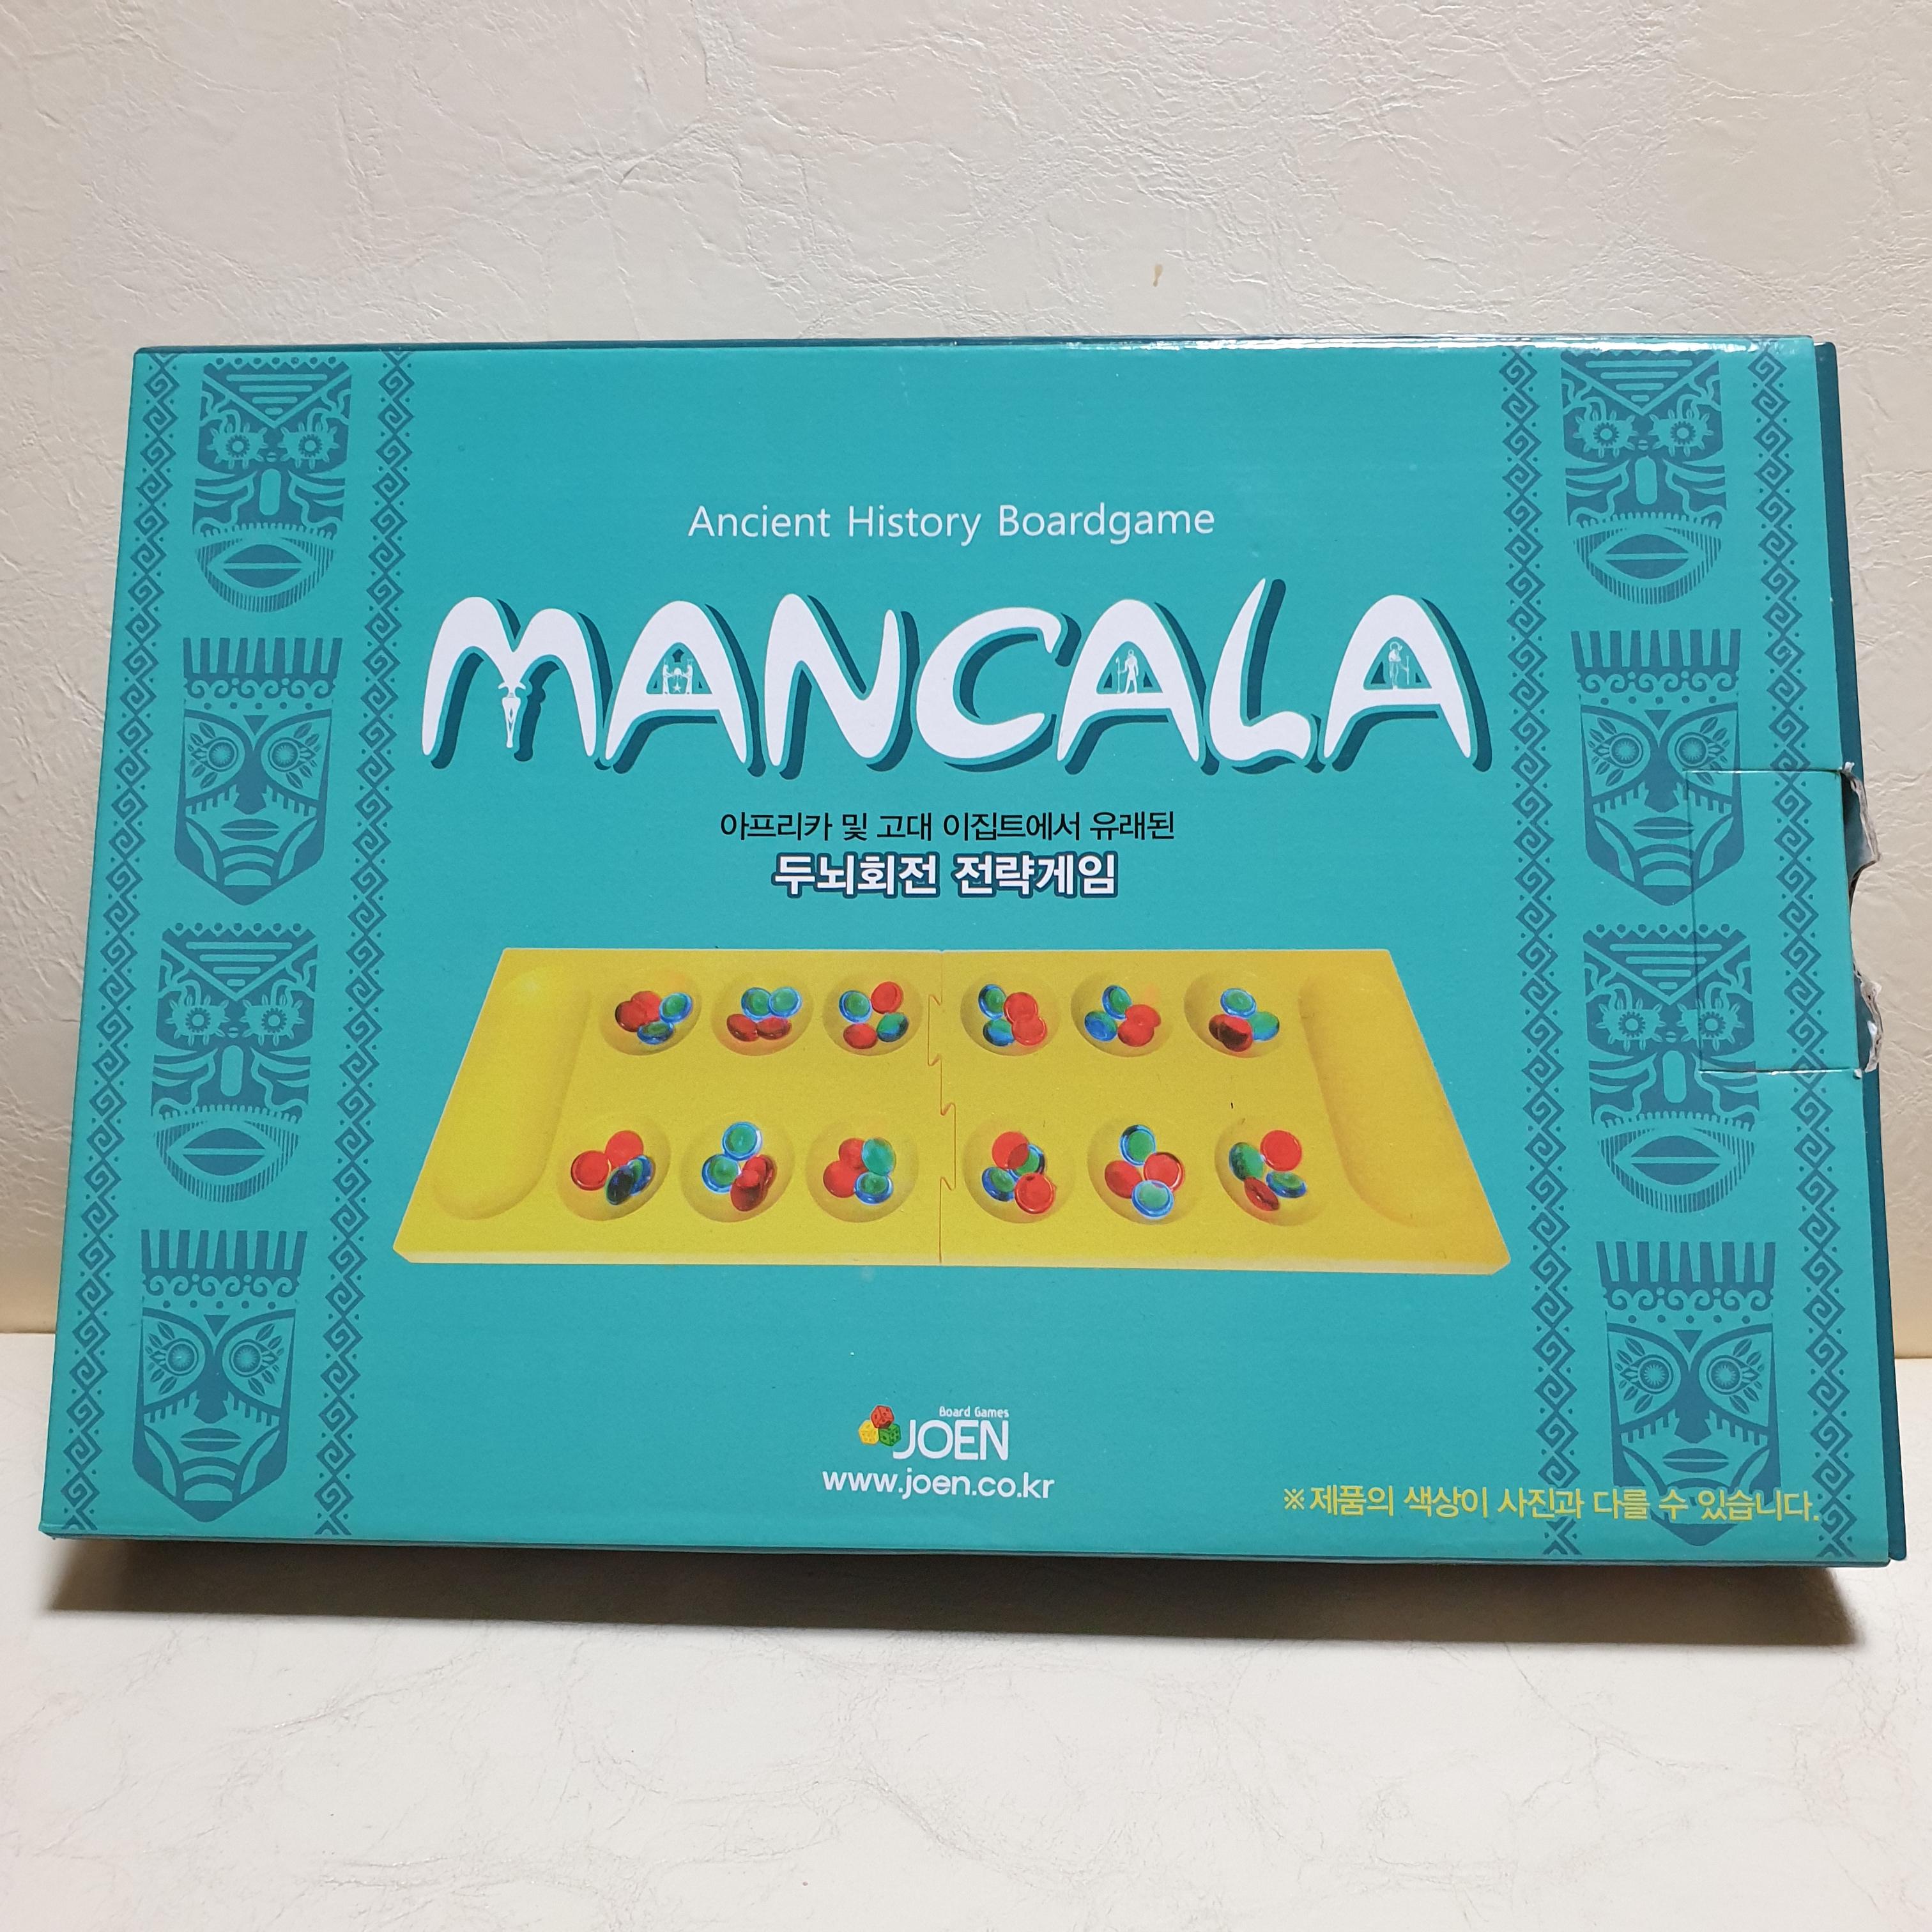 Ancient History Boardgame
MANCALA
아프리카 및 고대 이집트에서 유래된
두뇌회전 전략게임
Board Games
JOEN
www.joen.co.kr
※제품의 색상이 사진과 다를 수 있습니다.